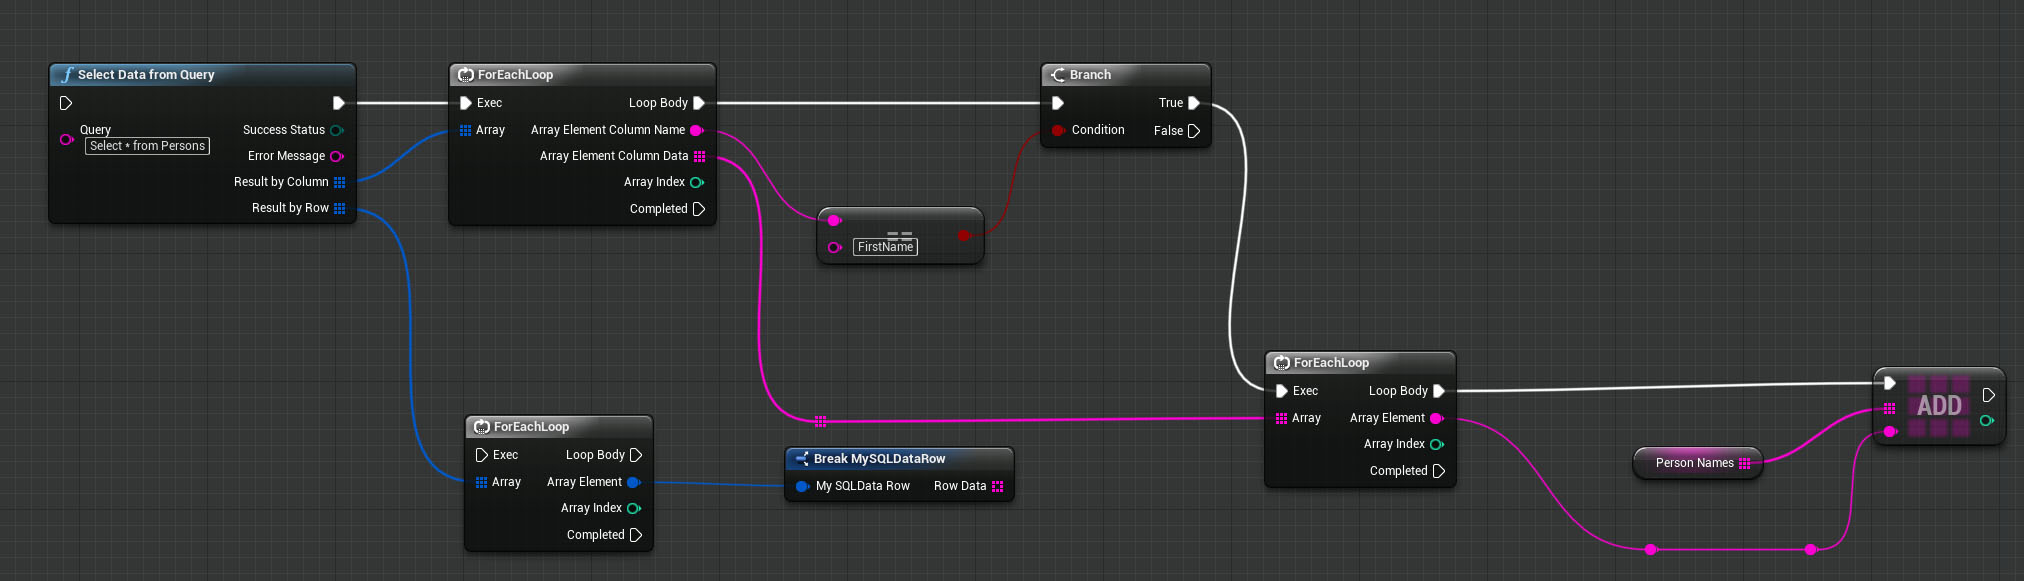 Select Data from Query
Query
Select * from Persons
Success Status
Error Message
Result by Column
Result by Row
ForEachLoop
Exec
Loop Body
Array
Array Element Column Name
Array Element Column Data
Array Index
Completed
==
FirstName
Branch
True
Condition
False
ForEachLoop
Exec
Loop Body
Array
Array Element
Array Index
Completed
Break MySQLDataRow
My SQLData Row
Row Data
ForEachLoop
Exec
Loop Body
Array
Array Element
Array Index
Completed
Person Names
ADD